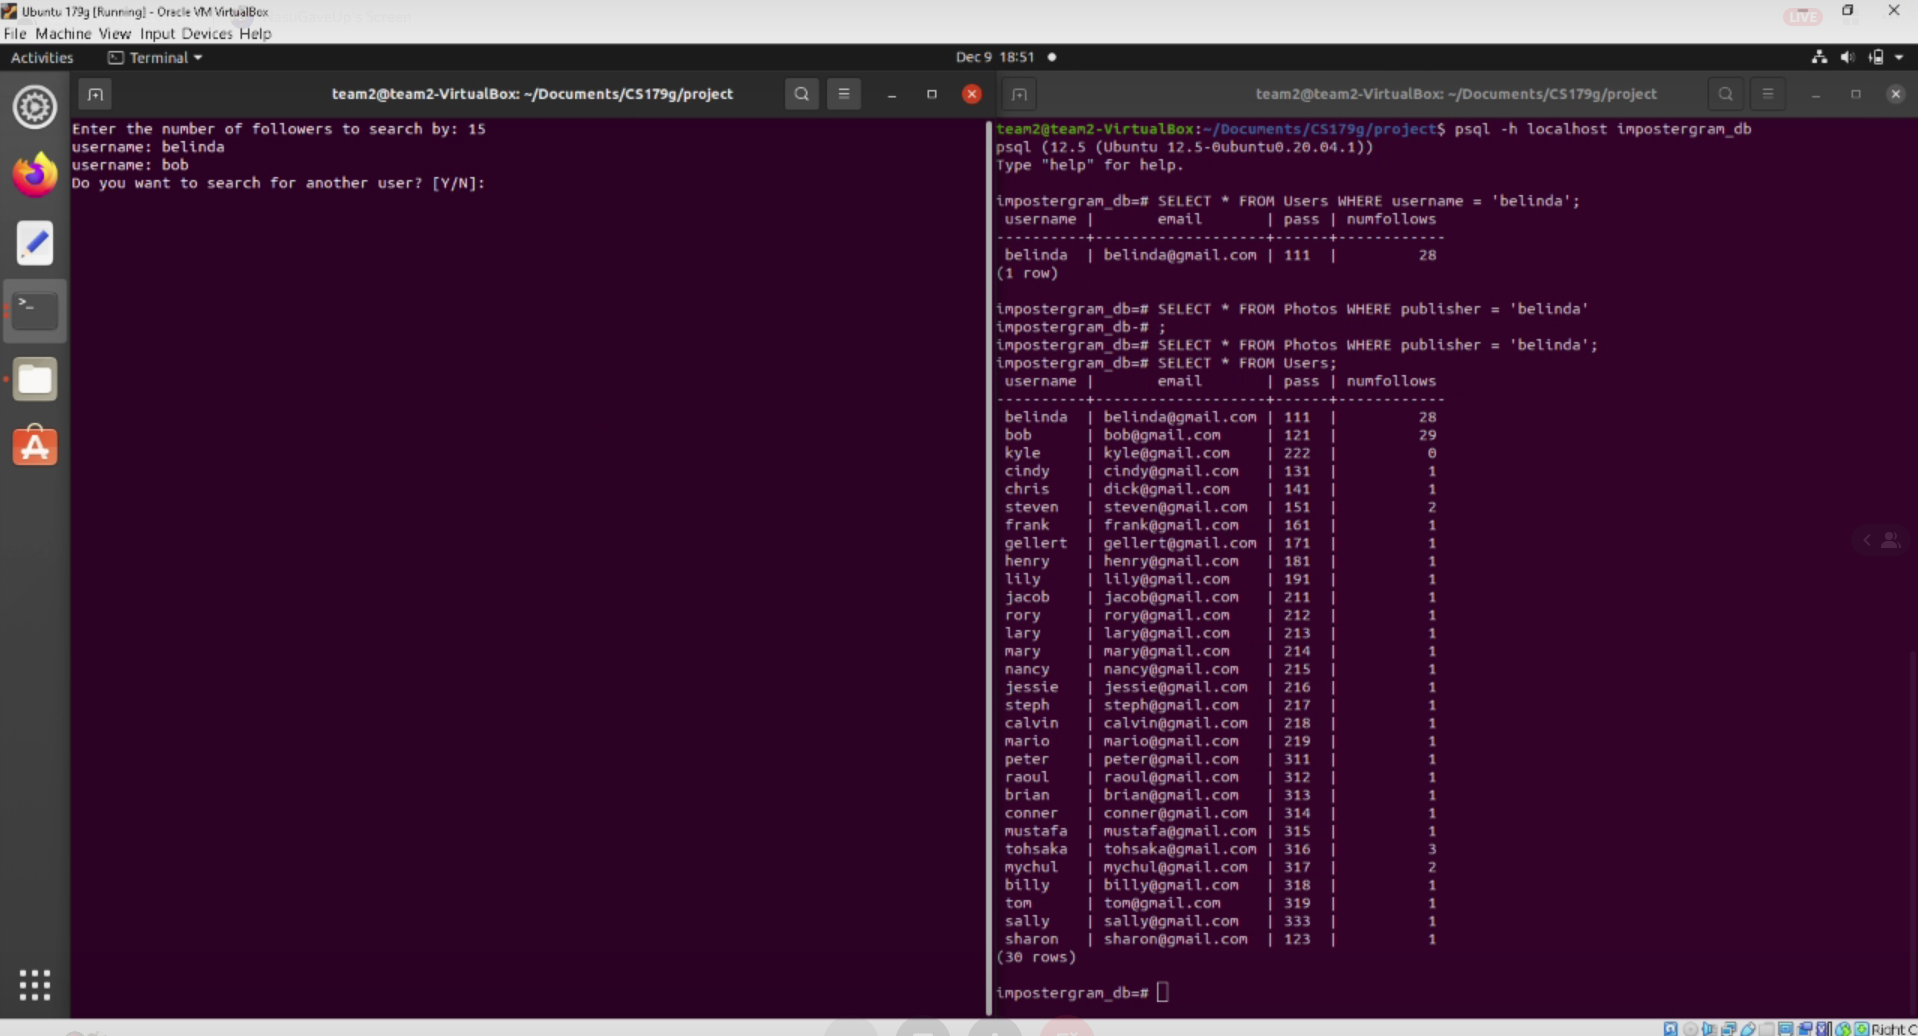 Ubuntu 179g [Running] - Oracle VM VirtualBox
LIVE
File Machine View Input Devices Help
Activities
Terminal
Dec 9 18:51
team2@team2-VirtualBox: ~/Documents/CS179g/project
Enter the number of followers to search by: 15
username: belinda
username: bob
Do you want to search for another user? [Y/N]:
team2@team2-VirtualBox: ~/Documents/CS179g/project
team2@team2-VirtualBox:~/Documents/CS179g/project$ psql -h localhost impostergram_db
psql (12.5 (Ubuntu 12.5-0ubuntu0.20.04.1))
Type "help" for help.
impostergram_db=# SELECT * FROM Users WHERE username = 'belinda';
username | email | pass | numfollows
----------+-------------------+------+------------
belinda | belinda@gmail.com | 111 | 28
(1 row)
impostergram_db=# SELECT * FROM Photos WHERE publisher = 'belinda'
impostergram_db-# ;
impostergram_db=# SELECT * FROM Photos WHERE publisher = 'belinda';
impostergram_db=# SELECT * FROM Users;
username | email | pass | numfollows
----------+-------------------+------+------------
belinda | belinda@gmail.com | 111 | 28
bob | bob@gmail.com | 121 | 29
kyle | kyle@gmail.com | 222 | 0
cindy | cindy@gmail.com | 131 | 1
chris | dick@gmail.com | 141 | 1
steven | steven@gmail.com | 151 | 2
frank | frank@gmail.com | 161 | 1
gellert | gellert@gmail.com | 171 | 1
henry | henry@gmail.com | 181 | 1
lily | lily@gmail.com | 191 | 1
jacob | jacob@gmail.com | 211 | 1
rory | rory@gmail.com | 212 | 1
lary | lary@gmail.com | 213 | 1
mary | mary@gmail.com | 214 | 1
nancy | nancy@gmail.com | 215 | 1
jessie | jessie@gmail.com | 216 | 1
steph | steph@gmail.com | 217 | 1
calvin | calvin@gmail.com | 218 | 1
mario | mario@gmail.com | 219 | 1
peter | peter@gmail.com | 311 | 1
raoul | raoul@gmail.com | 312 | 1
brian | brian@gmail.com | 313 | 1
conner | conner@gmail.com | 314 | 1
mustafa | mustafa@gmail.com | 315 | 1
tohsaka | tohsaka@gmail.com | 316 | 3
mychul | mychul@gmail.com | 317 | 2
billy | billy@gmail.com | 318 | 1
tom | tom@gmail.com | 319 | 1
sally | sally@gmail.com | 333 | 1
sharon | sharon@gmail.com | 123 | 1
(30 rows)
impostergram_db=#
Right C